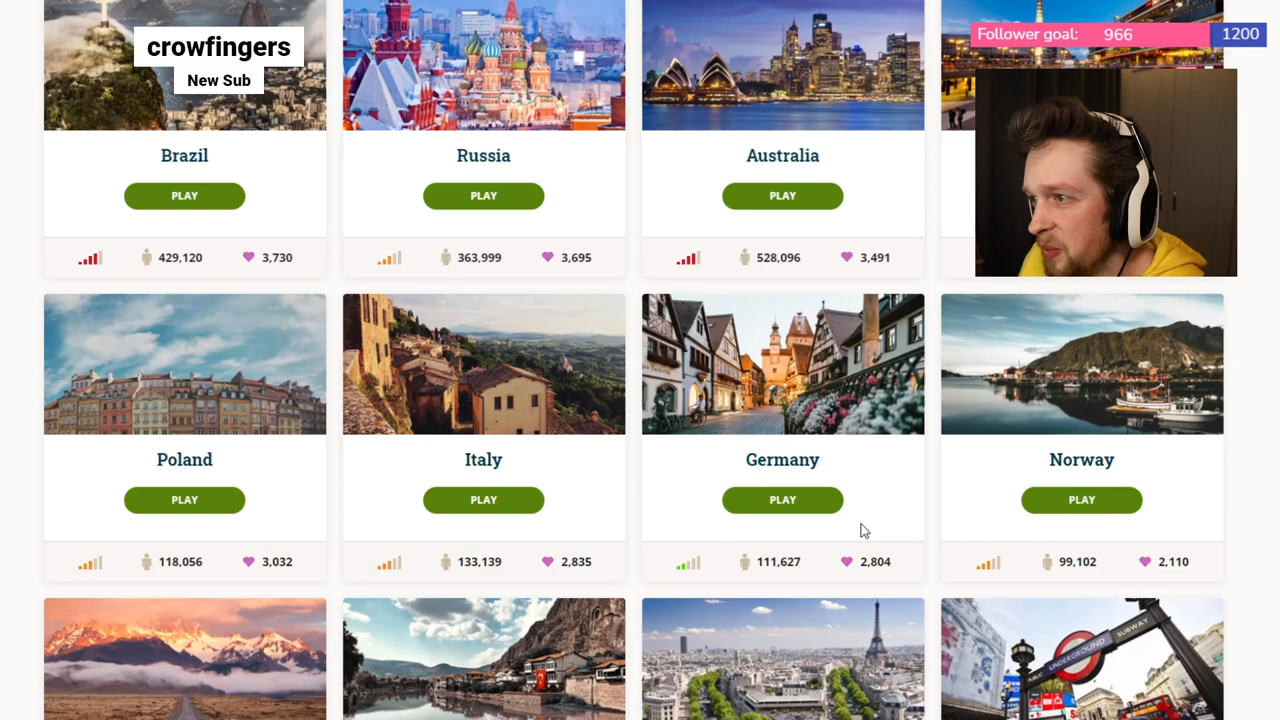 crowfingers
New Sub
Follower goal: 966 1200
Brazil
Russia
Australia
PLAY
PLAY
PLAY
429,120 3,730
363,999 3,695
528,096 3,491
Poland
Italy
Germany
Norway
PLAY
PLAY
PLAY
PLAY
118,056 3,032
133,139 2,835
111,627 2,804
99,102 2,110
UNDERGROUND
SUBWAY
PUBLIC